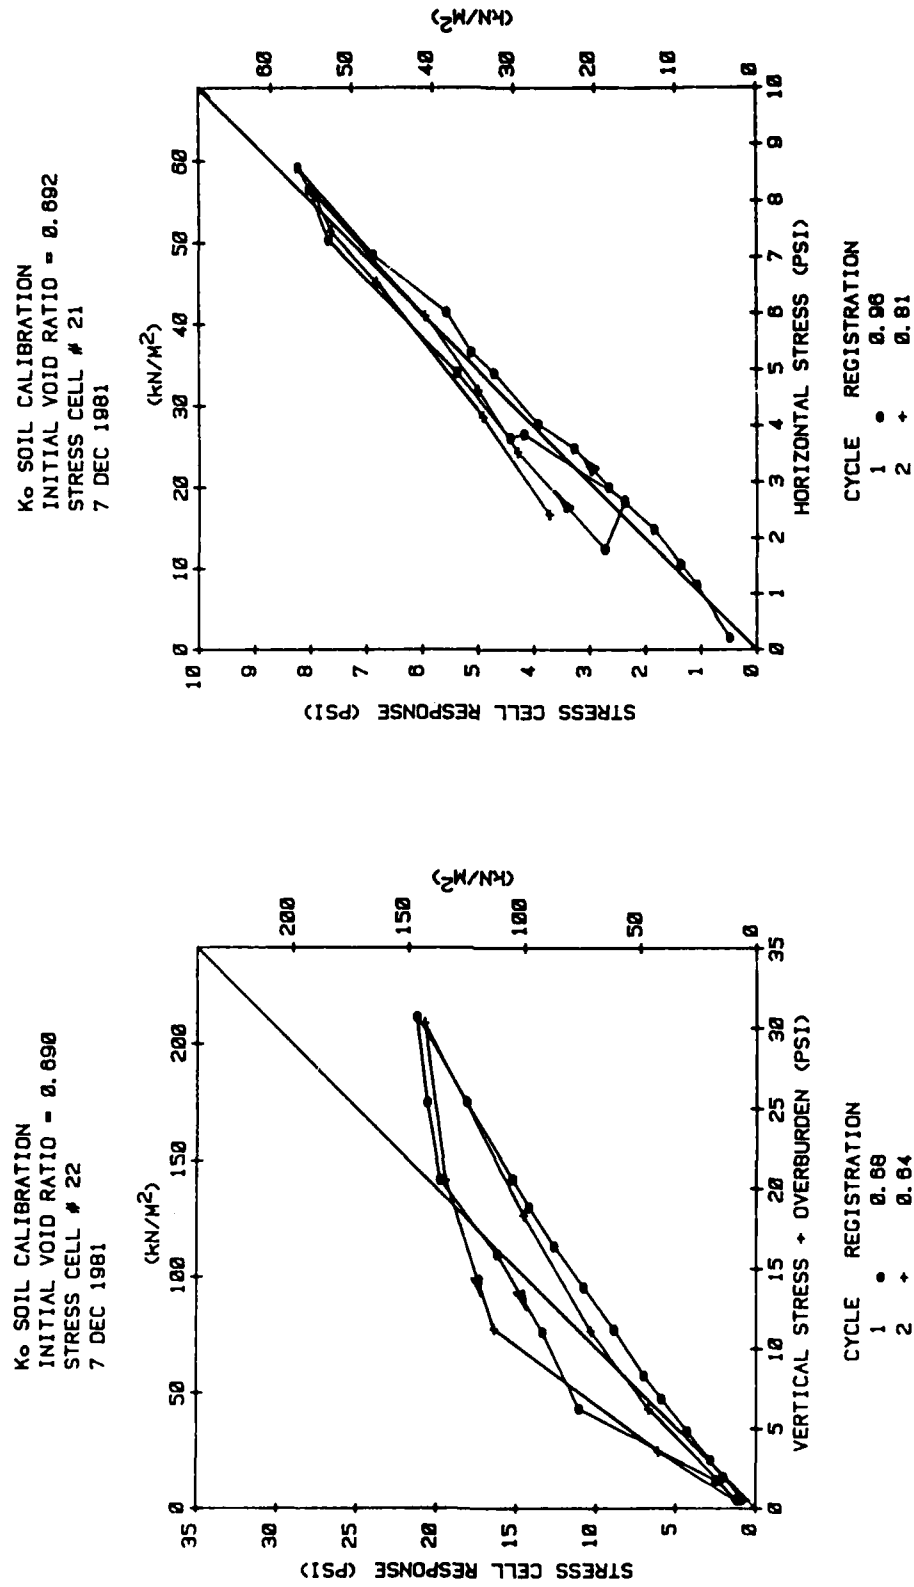 Ko SOIL CALIBRATION
INITIAL VOID RATIO = 0.690
STRESS CELL # 22
7 DEC 1981
(kN/M²)
0 50 100 150 200
STRESS CELL RESPONSE (PSI)
35
30
25
20
15
10
5
0
200
150
100
50
0
(kN/M²)
0 5 10 15 20 25 30 35
VERTICAL STRESS + OVERBURDEN (PSI)
CYCLE REGISTRATION
1 0.68
2 + 0.64
Ko SOIL CALIBRATION
INITIAL VOID RATIO = 0.692
STRESS CELL # 21
7 DEC 1981
(kN/M²)
0 10 20 30 40 50 60
STRESS CELL RESPONSE (PSI)
10
9
8
7
6
5
4
3
2
1
0
60
50
40
30
20
10
0
(kN/M²)
0 1 2 3 4 5 6 7 8 9 10
HORIZONTAL STRESS (PSI)
CYCLE REGISTRATION
1 0.96
2 + 0.81